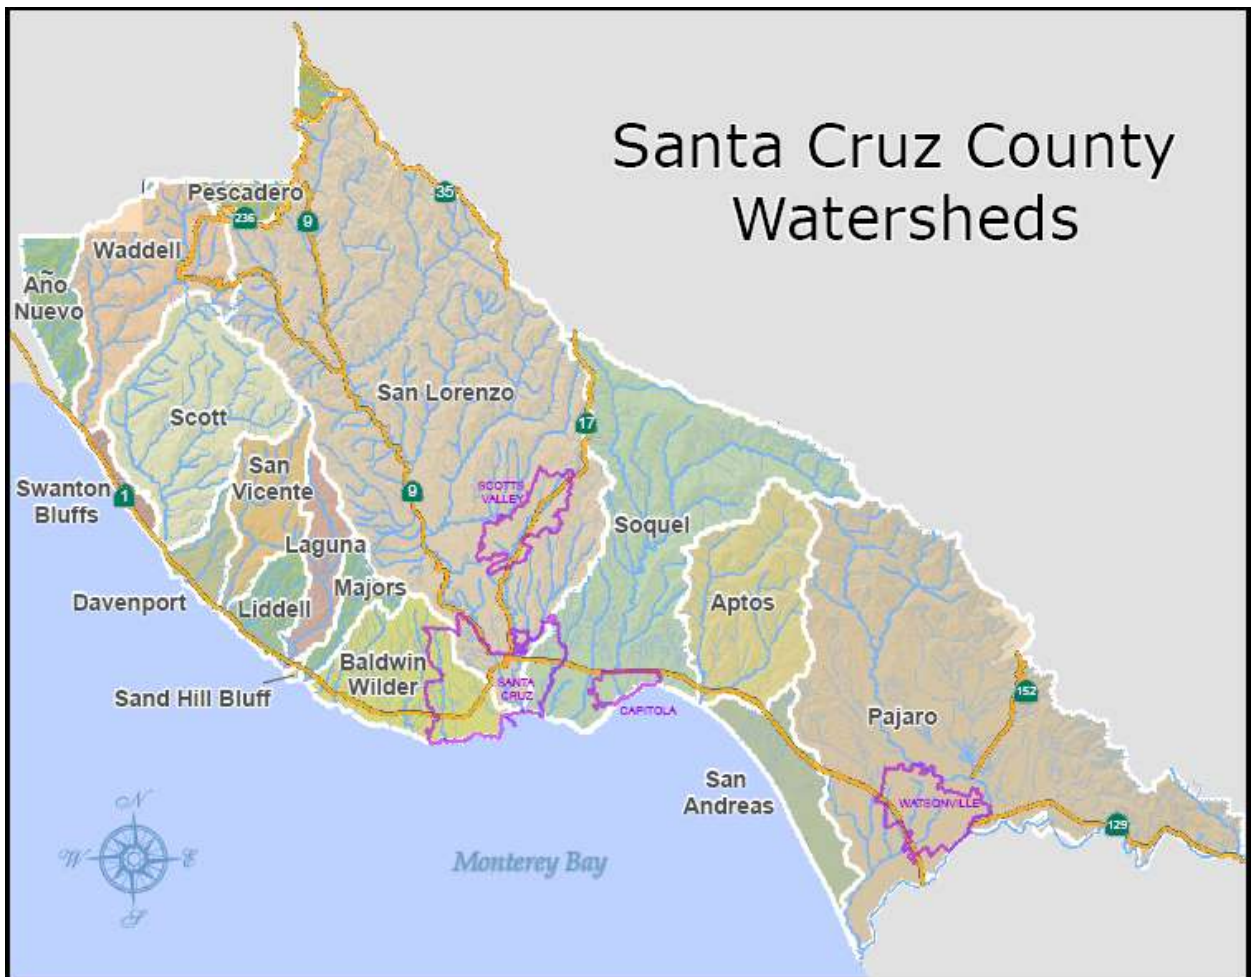 Santa Cruz County
Watersheds
Pescadero
35
236
9
Waddell
Año
Nuevo
San Lorenzo
Scott
17
San
Vicente
Swanton
Bluffs
1
9
SCOTTS
VALLEY
Soquel
Laguna
Majors
Davenport
Liddell
Aptos
Baldwin
Wilder
Sand Hill Bluff
SANTA
CRUZ
CAPITOLA
152
Pajaro
San
Andreas
WATSONVILLE
129
N
W
E
S
Monterey Bay